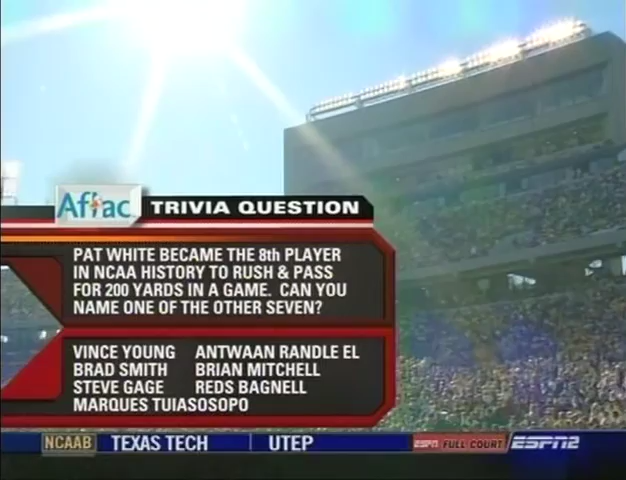 Aflac TRIVIA QUESTION
PAT WHITE BECAME THE 8th PLAYER
IN NCAA HISTORY TO RUSH & PASS
FOR 200 YARDS IN A GAME. CAN YOU
NAME ONE OF THE OTHER SEVEN?
VINCE YOUNG ANTWAAN RANDLE EL
BRAD SMITH BRIAN MITCHELL
STEVE GAGE REDS BAGNELL
MARQUES TUIASOSOPO
NCAAB TEXAS TECH UTEP ESPN FULL COURT ESPN2